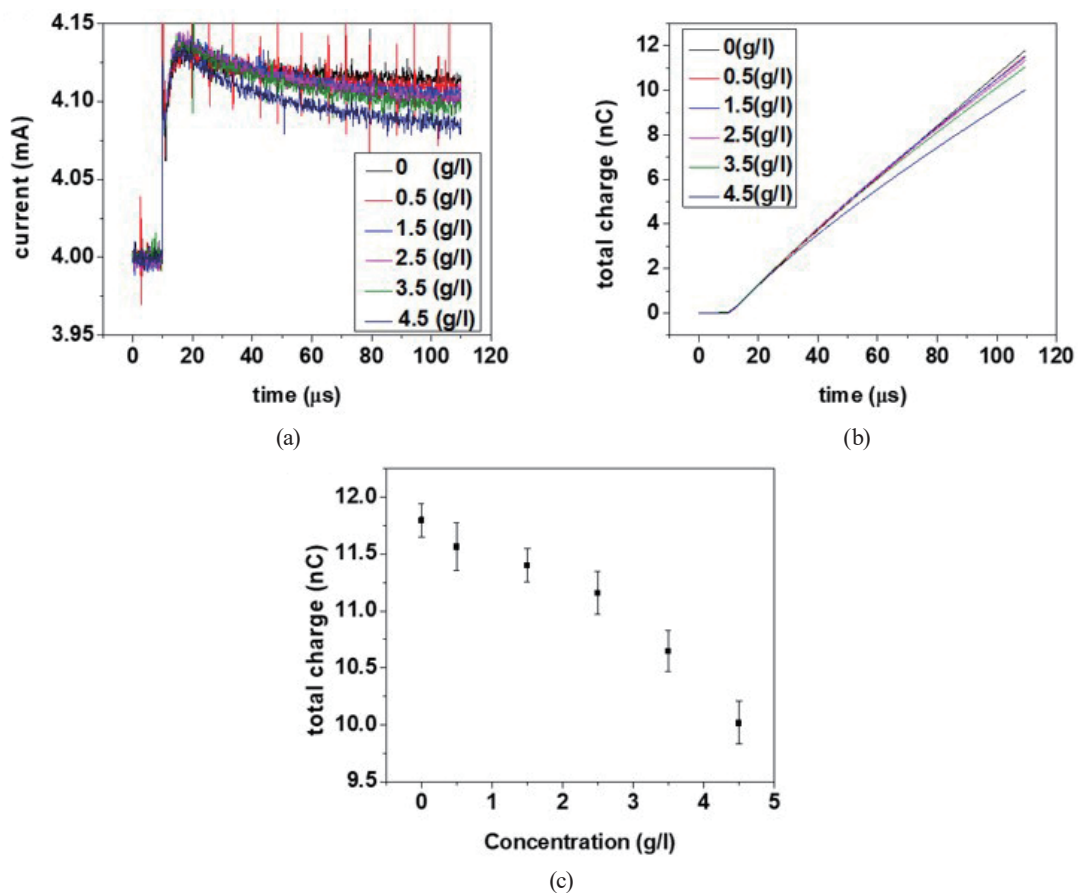 4.15
4.10
4.05
4.00
3.95
current (mA)
0 (g/l)
0.5 (g/l)
1.5 (g/l)
2.5 (g/l)
3.5 (g/l)
4.5 (g/l)
0 20 40 60 80 100 120
time (μs)
(a)
12
10
8
6
4
2
0
total charge (nC)
0(g/l)
0.5(g/l)
1.5(g/l)
2.5(g/l)
3.5(g/l)
4.5(g/l)
0 20 40 60 80 100 120
time (μs)
(b)
12.0
11.5
11.0
10.5
10.0
9.5
total charge (nC)
0 1 2 3 4 5
Concentration (g/l)
(c)